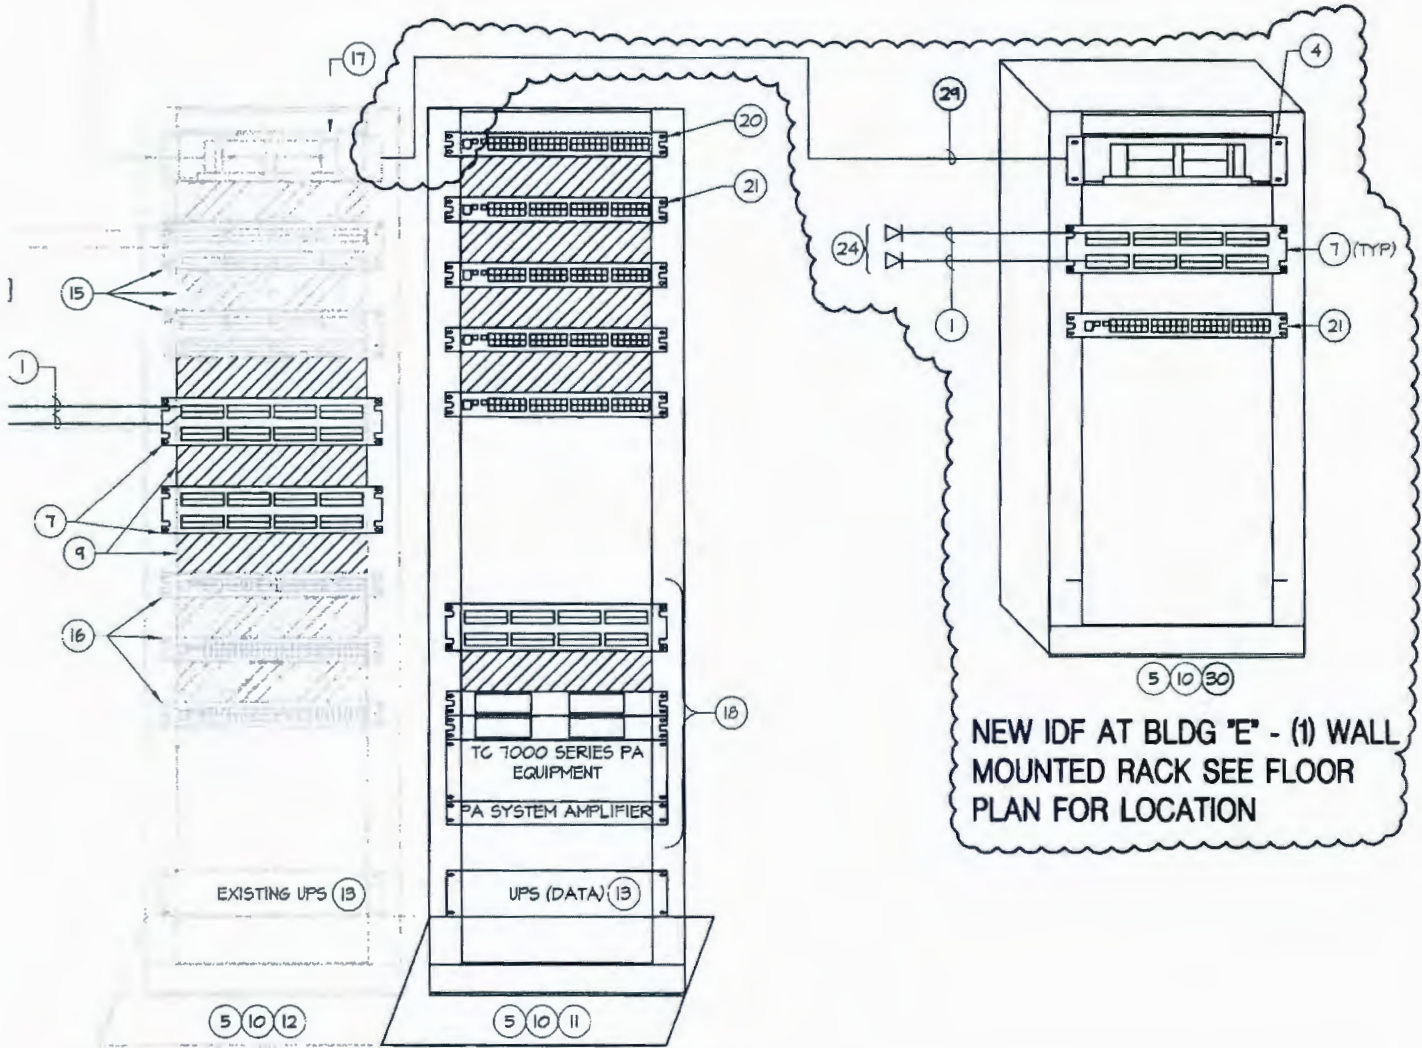 17
4
29
20
21
24
7 (TYP)
15
1
21
1
7
9
16
5 10 30
18
NEW IDF AT BLDG "E" - (1) WALL
MOUNTED RACK SEE FLOOR
PLAN FOR LOCATION
TC 7000 SERIES PA
EQUIPMENT
PA SYSTEM AMPLIFIER
EXISTING UPS 13
UPS (DATA) 13
5 10 12
5 10 11